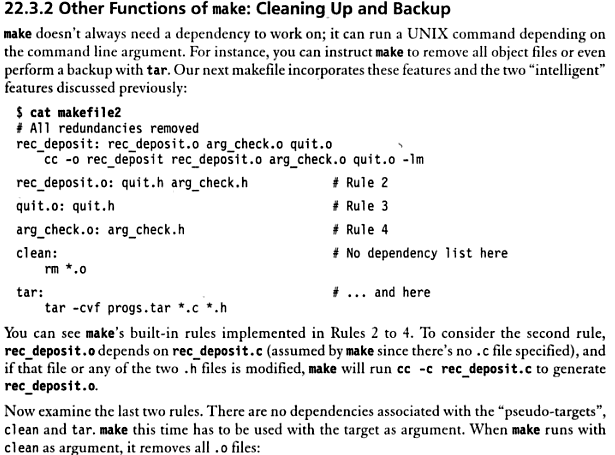 22.3.2 Other Functions of make: Cleaning Up and Backup
make doesn't always need a dependency to work on; it can run a UNIX command depending on
the command line argument. For instance, you can instruct make to remove all object files or even
perform a backup with tar. Our next makefile incorporates these features and the two “intelligent”
features discussed previously:
$ cat makefile2
# All redundancies removed
rec_deposit: rec_deposit.o arg_check.o quit.o
cc -o rec_deposit rec_deposit.o arg_check.o quit.o -lm
rec_deposit.o: quit.h arg_check.h # Rule 2
quit.o: quit.h # Rule 3
arg_check.o: arg_check.h # Rule 4
clean: # No dependency list here
rm *.o
tar: # ... and here
tar -cvf progs.tar *.c *.h
You can see make's built-in rules implemented in Rules 2 to 4. To consider the second rule,
rec_deposit.o depends on rec_deposit.c (assumed by make since there's no .c file specified), and
if that file or any of the two .h files is modified, make will run cc -c rec_deposit.c to generate
rec_deposit.o.
Now examine the last two rules. There are no dependencies associated with the “pseudo-targets”,
clean and tar. make this time has to be used with the target as argument. When make runs with
clean as argument, it removes all .o files: